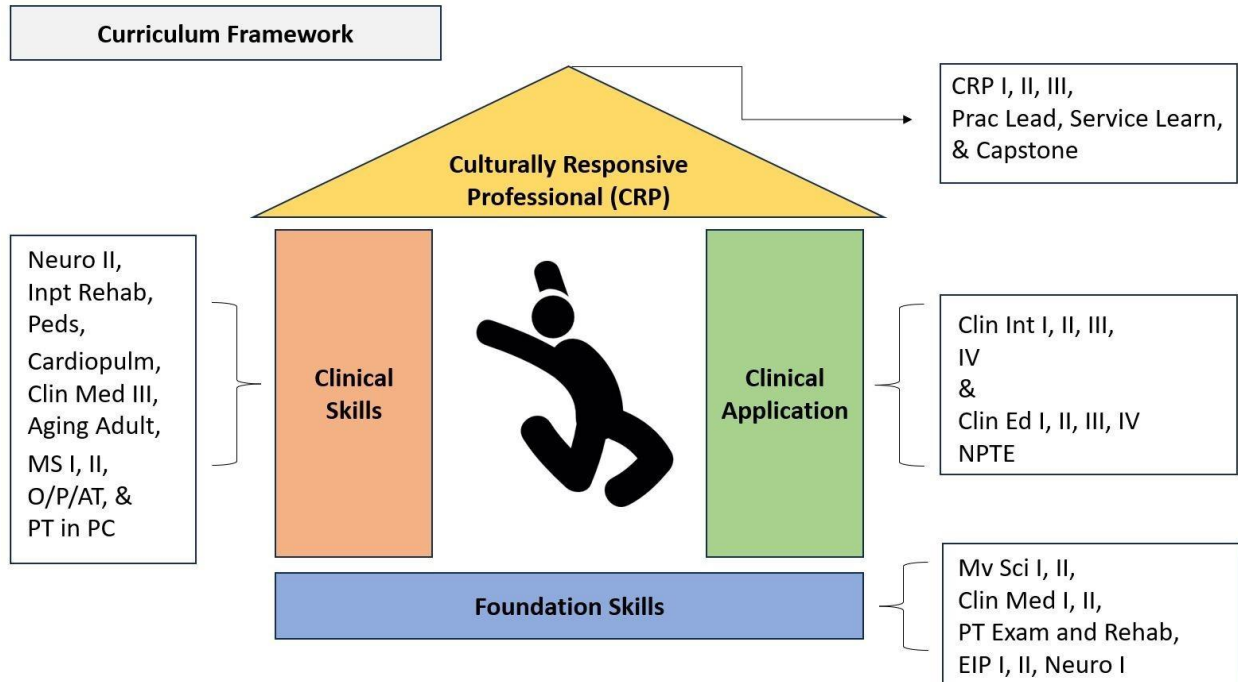 Curriculum Framework
Culturally Responsive
Professional (CRP)
CRP I, II, III,
Prac Lead, Service Learn,
& Capstone
Neuro II,
Inpt Rehab,
Peds,
Cardiopulm,
Clin Med III,
Aging Adult,
MS I, II,
O/P/AT, &
PT in PC
Clinical
Skills
Clinical
Application
Clin Int I, II, III,
IV
&
Clin Ed I, II, III, IV
NPTE
Foundation Skills
Mv Sci I, II,
Clin Med I, II,
PT Exam and Rehab,
EIP I, II, Neuro I